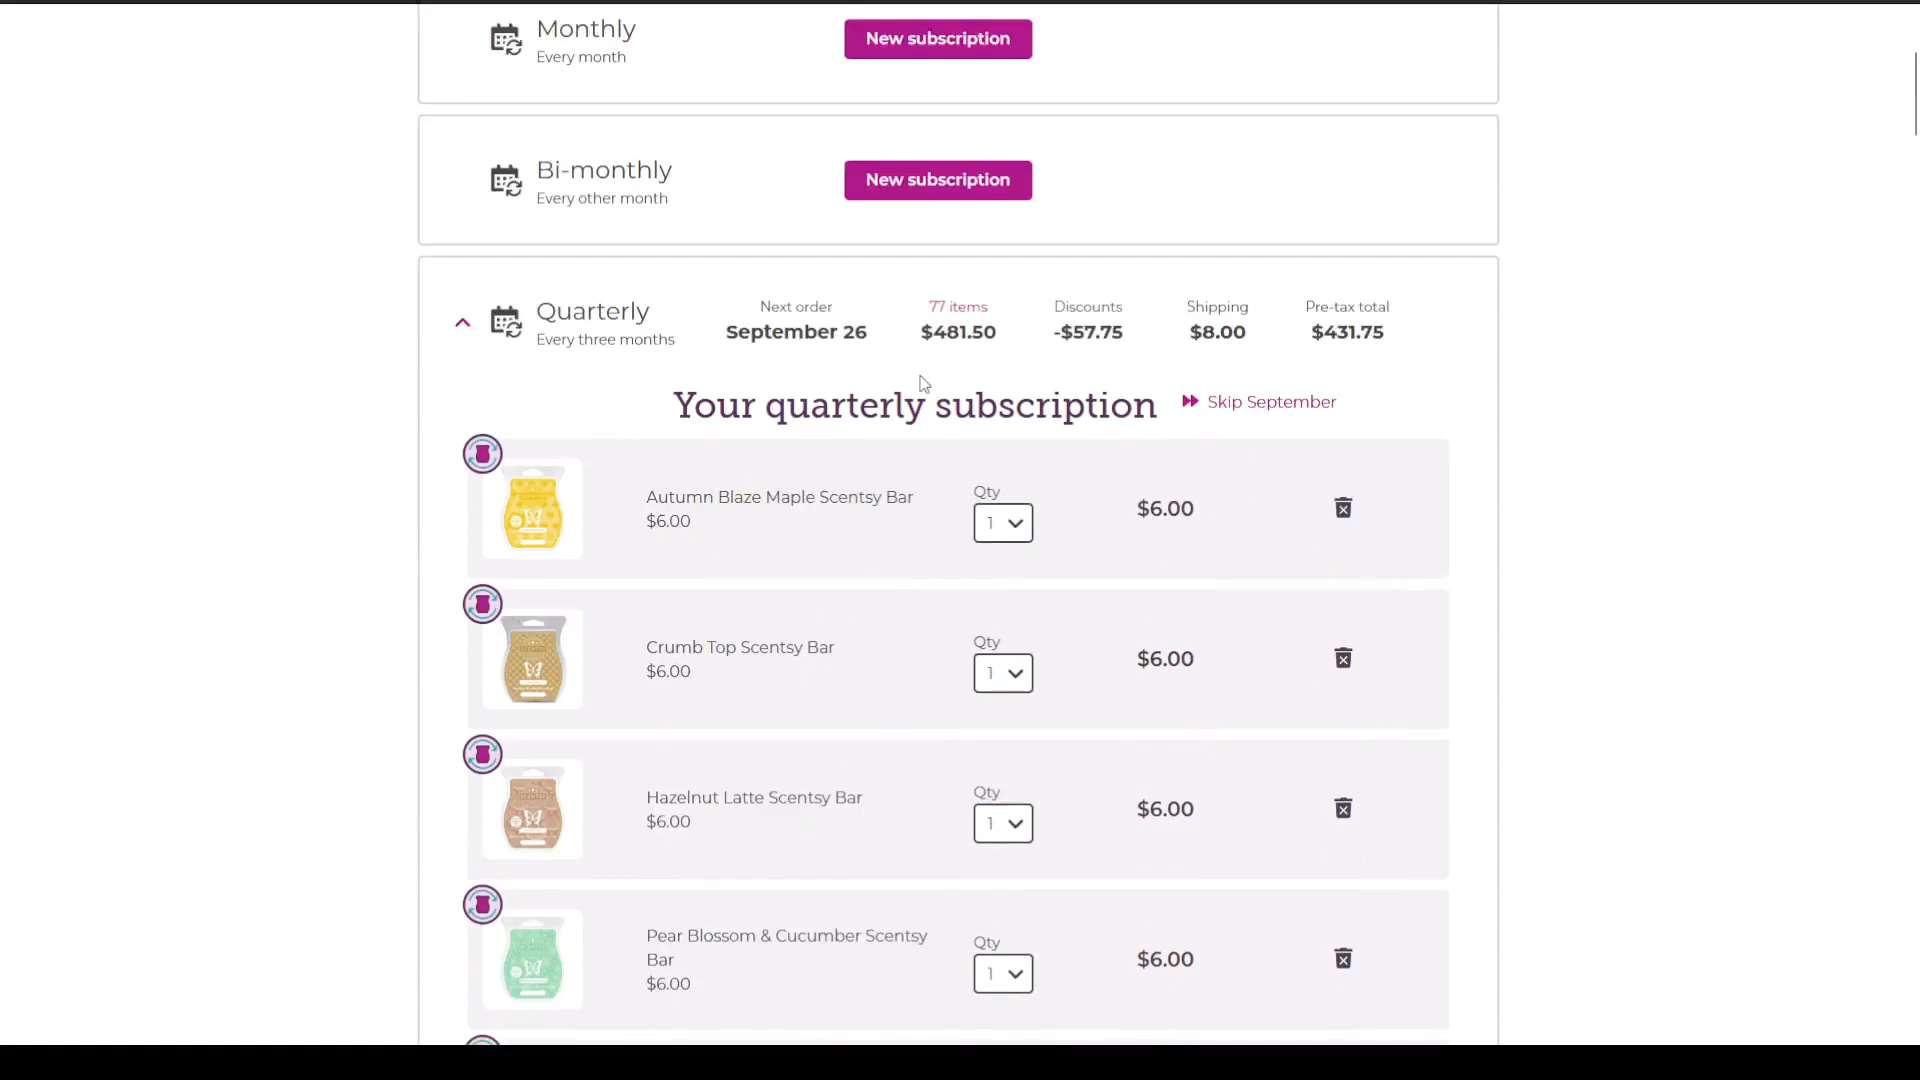 Monthly
Every month
New subscription
Bi-monthly
Every other month
New subscription
Quarterly
Every three months
Next order
September 26
77 items
$481.50
Discounts
-$57.75
Shipping
$8.00
Pre-tax total
$431.75
Your quarterly subscription
Skip September
Autumn Blaze Maple Scentsy Bar
$6.00
Qty
1
$6.00
Crumb Top Scentsy Bar
$6.00
Qty
1
$6.00
Hazelnut Latte Scentsy Bar
$6.00
Qty
1
$6.00
Pear Blossom & Cucumber Scentsy
Bar
$6.00
Qty
1
$6.00